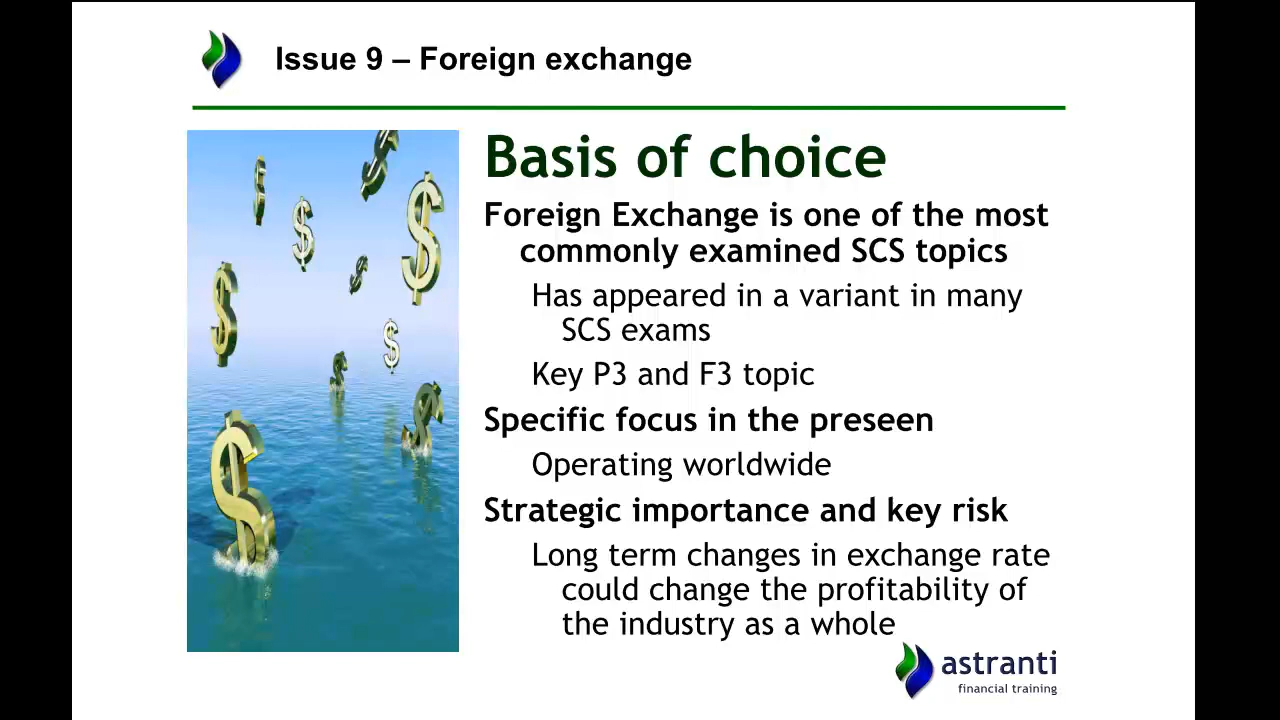 Issue 9 – Foreign exchange
Basis of choice
Foreign Exchange is one of the most
commonly examined SCS topics
Has appeared in a variant in many
SCS exams
Key P3 and F3 topic
Specific focus in the preseen
Operating worldwide
Strategic importance and key risk
Long term changes in exchange rate
could change the profitability of
the industry as a whole
astranti
financial training